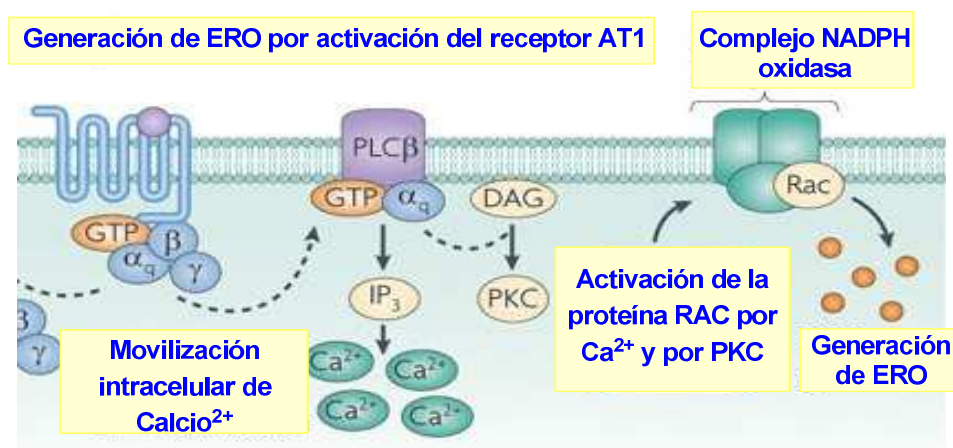 Generación de ERO por activación del receptor AT1
Complejo NADPH
oxidasa
PLCβ
GTP
αq
DAG
Rac
GTP
β
αq
γ
IP₃
PKC
β
γ
Ca²⁺
Ca²⁺
Ca²⁺
Ca²⁺
Movilización
intracelular de
Calcio²⁺
Activación de la
proteína RAC por
Ca²⁺ y por PKC
Generación
de ERO